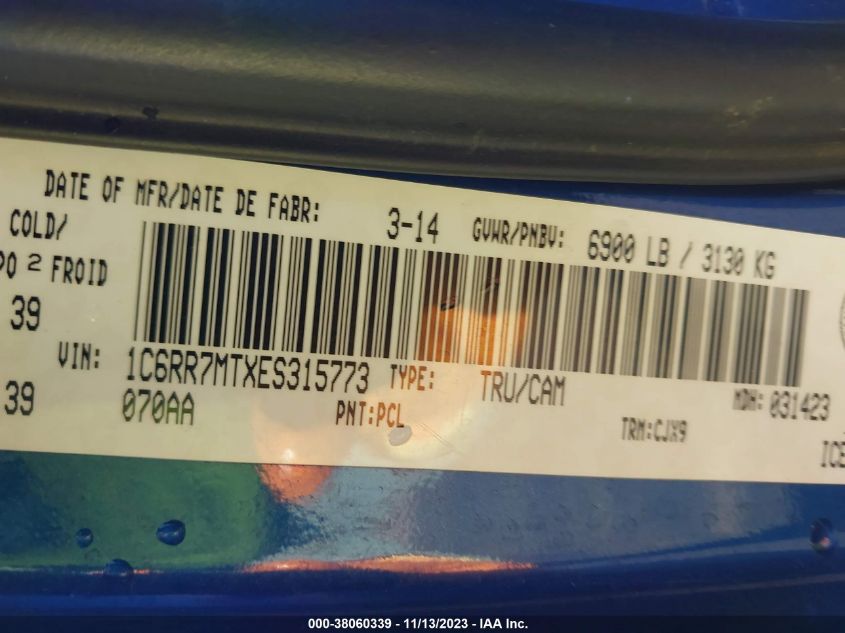 DATE OF MFR/DATE DE FABR: 3-14 GVWR/PNBV: 6900 LB / 3130 KG
COLD/
PO 2 FROID
39
VIN: 1C6RR7MTXES315773 TYPE: TRU/CAM MDH: 031423
39 070AA PNT:PCL TRM:CJX9
ICE
000-38060339 - 11/13/2023 - IAA Inc.